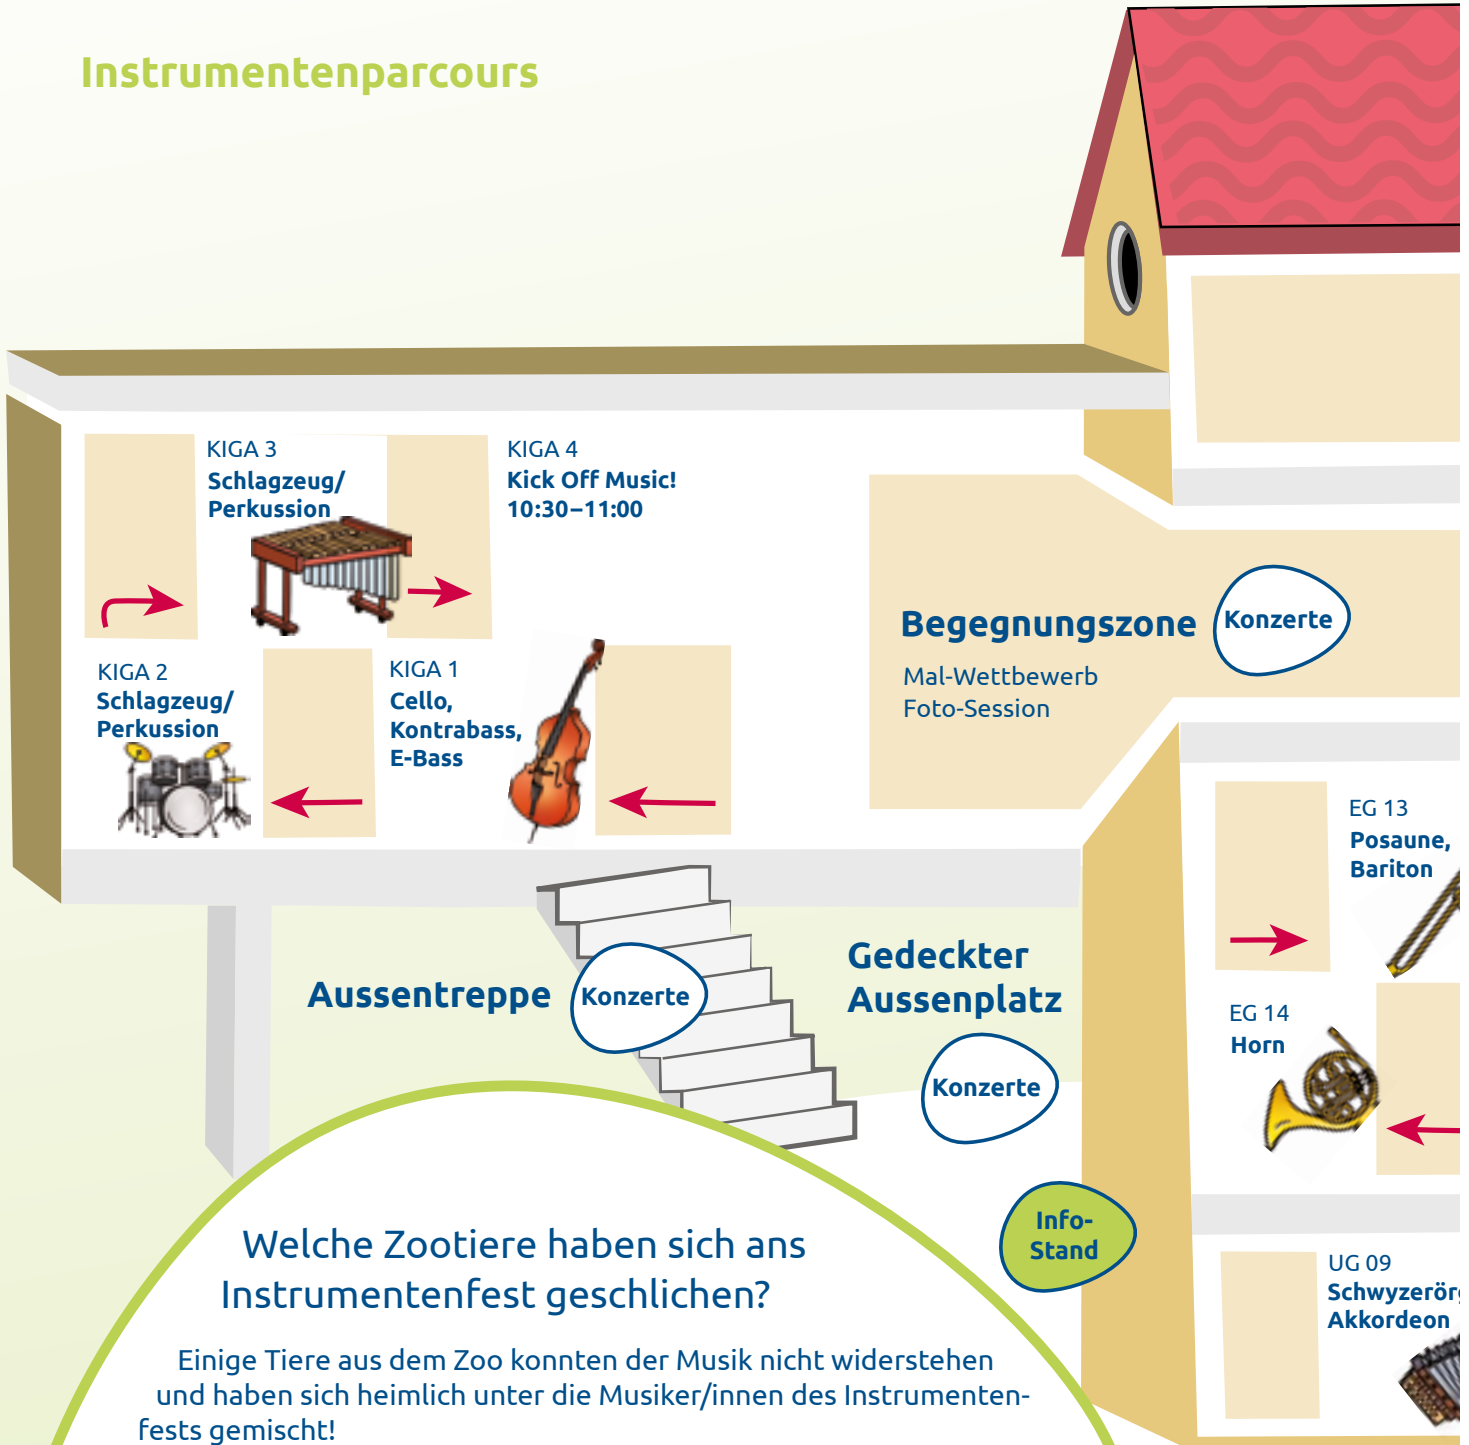 Instrumentenparcours
KIGA 3
Schlagzeug/
Perkussion
KIGA 4
Kick Off Music!
10:30–11:00
KIGA 2
Schlagzeug/
Perkussion
KIGA 1
Cello,
Kontrabass,
E-Bass
Begegnungszone
Konzerte
Mal-Wettbewerb
Foto-Session
EG 13
Posaune,
Bariton
Aussentreppe
Konzerte
Gedeckter
Aussenplatz
Konzerte
EG 14
Horn
Info-
Stand
UG 09
Akkordeon
Welche Zootiere haben sich ans
Instrumentenfest geschlichen?
Einige Tiere aus dem Zoo konnten der Musik nicht widerstehen
und haben sich heimlich unter die Musiker/innen des Instrumenten-
fests gemischt!